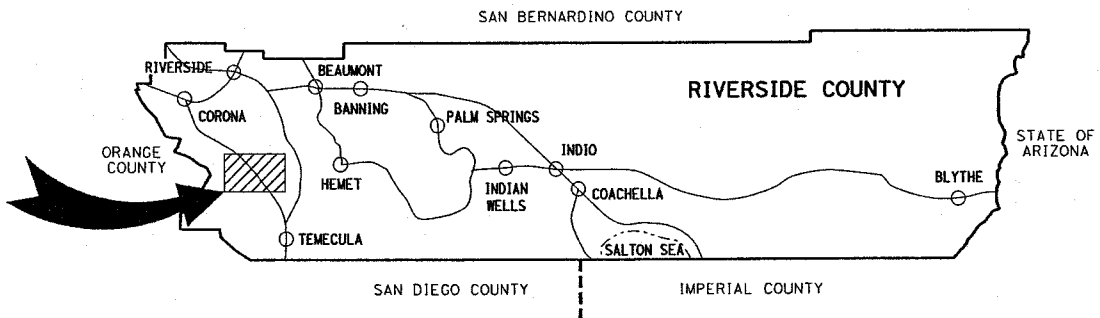 SAN BERNARDINO COUNTY
RIVERSIDE
BEAUMONT
RIVERSIDE COUNTY
CORONA
BANNING
PALM SPRINGS
STATE OF
ARIZONA
ORANGE
COUNTY
INDIO
HEMET
INDIAN
WELLS
COACHELLA
BLYTHE
TEMECULA
SALTON SEA
SAN DIEGO COUNTY
IMPERIAL COUNTY